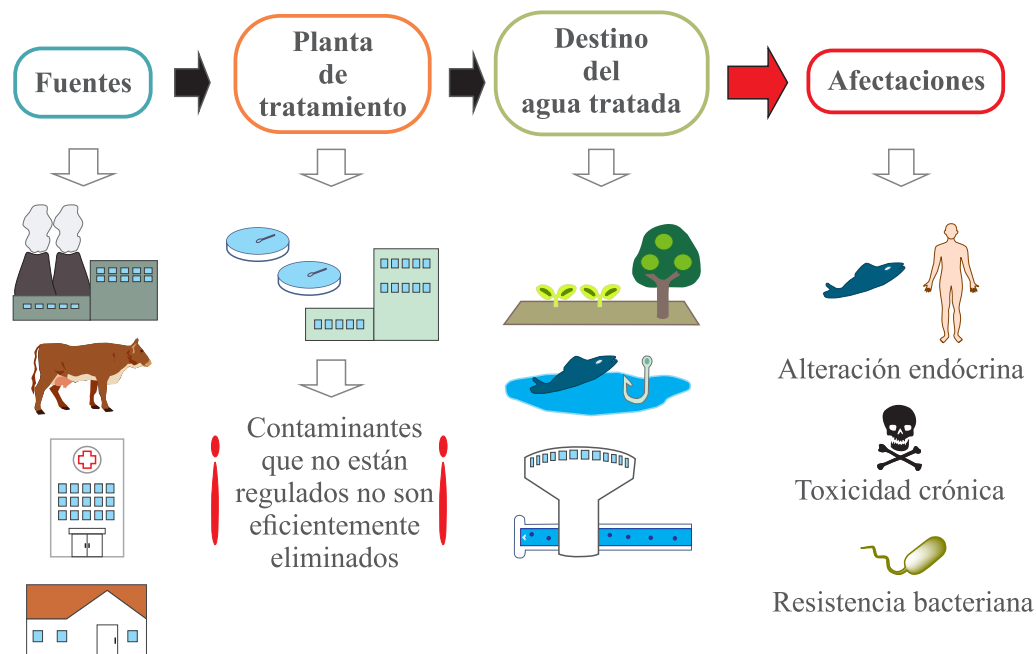 Fuentes
Planta
de
tratamiento
Destino
del
agua tratada
Afectaciones
Contaminantes
que no están
regulados no son
eficientemente
eliminados
Alteración endócrina
Toxicidad crónica
Resistencia bacteriana